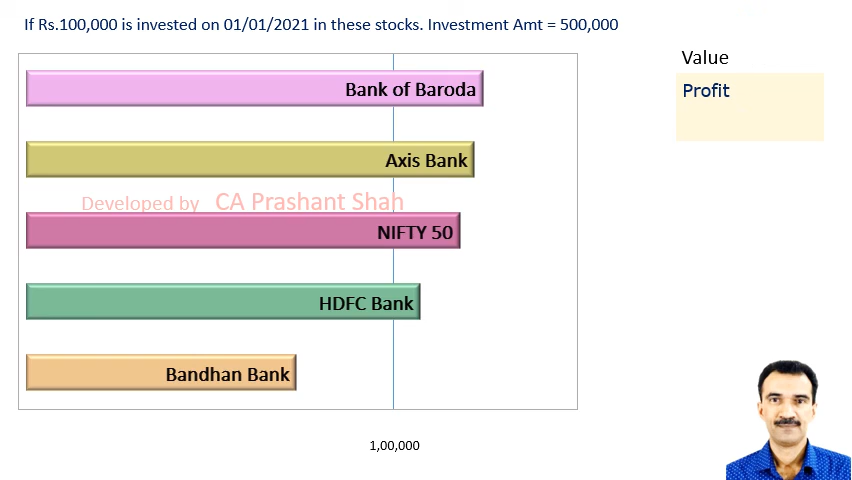 If Rs.100,000 is invested on 01/01/2021 in these stocks. Investment Amt = 500,000
Value
Profit
Bank of Baroda
Axis Bank
Developed by CA Prashant Shah
NIFTY 50
HDFC Bank
Bandhan Bank
1,00,000